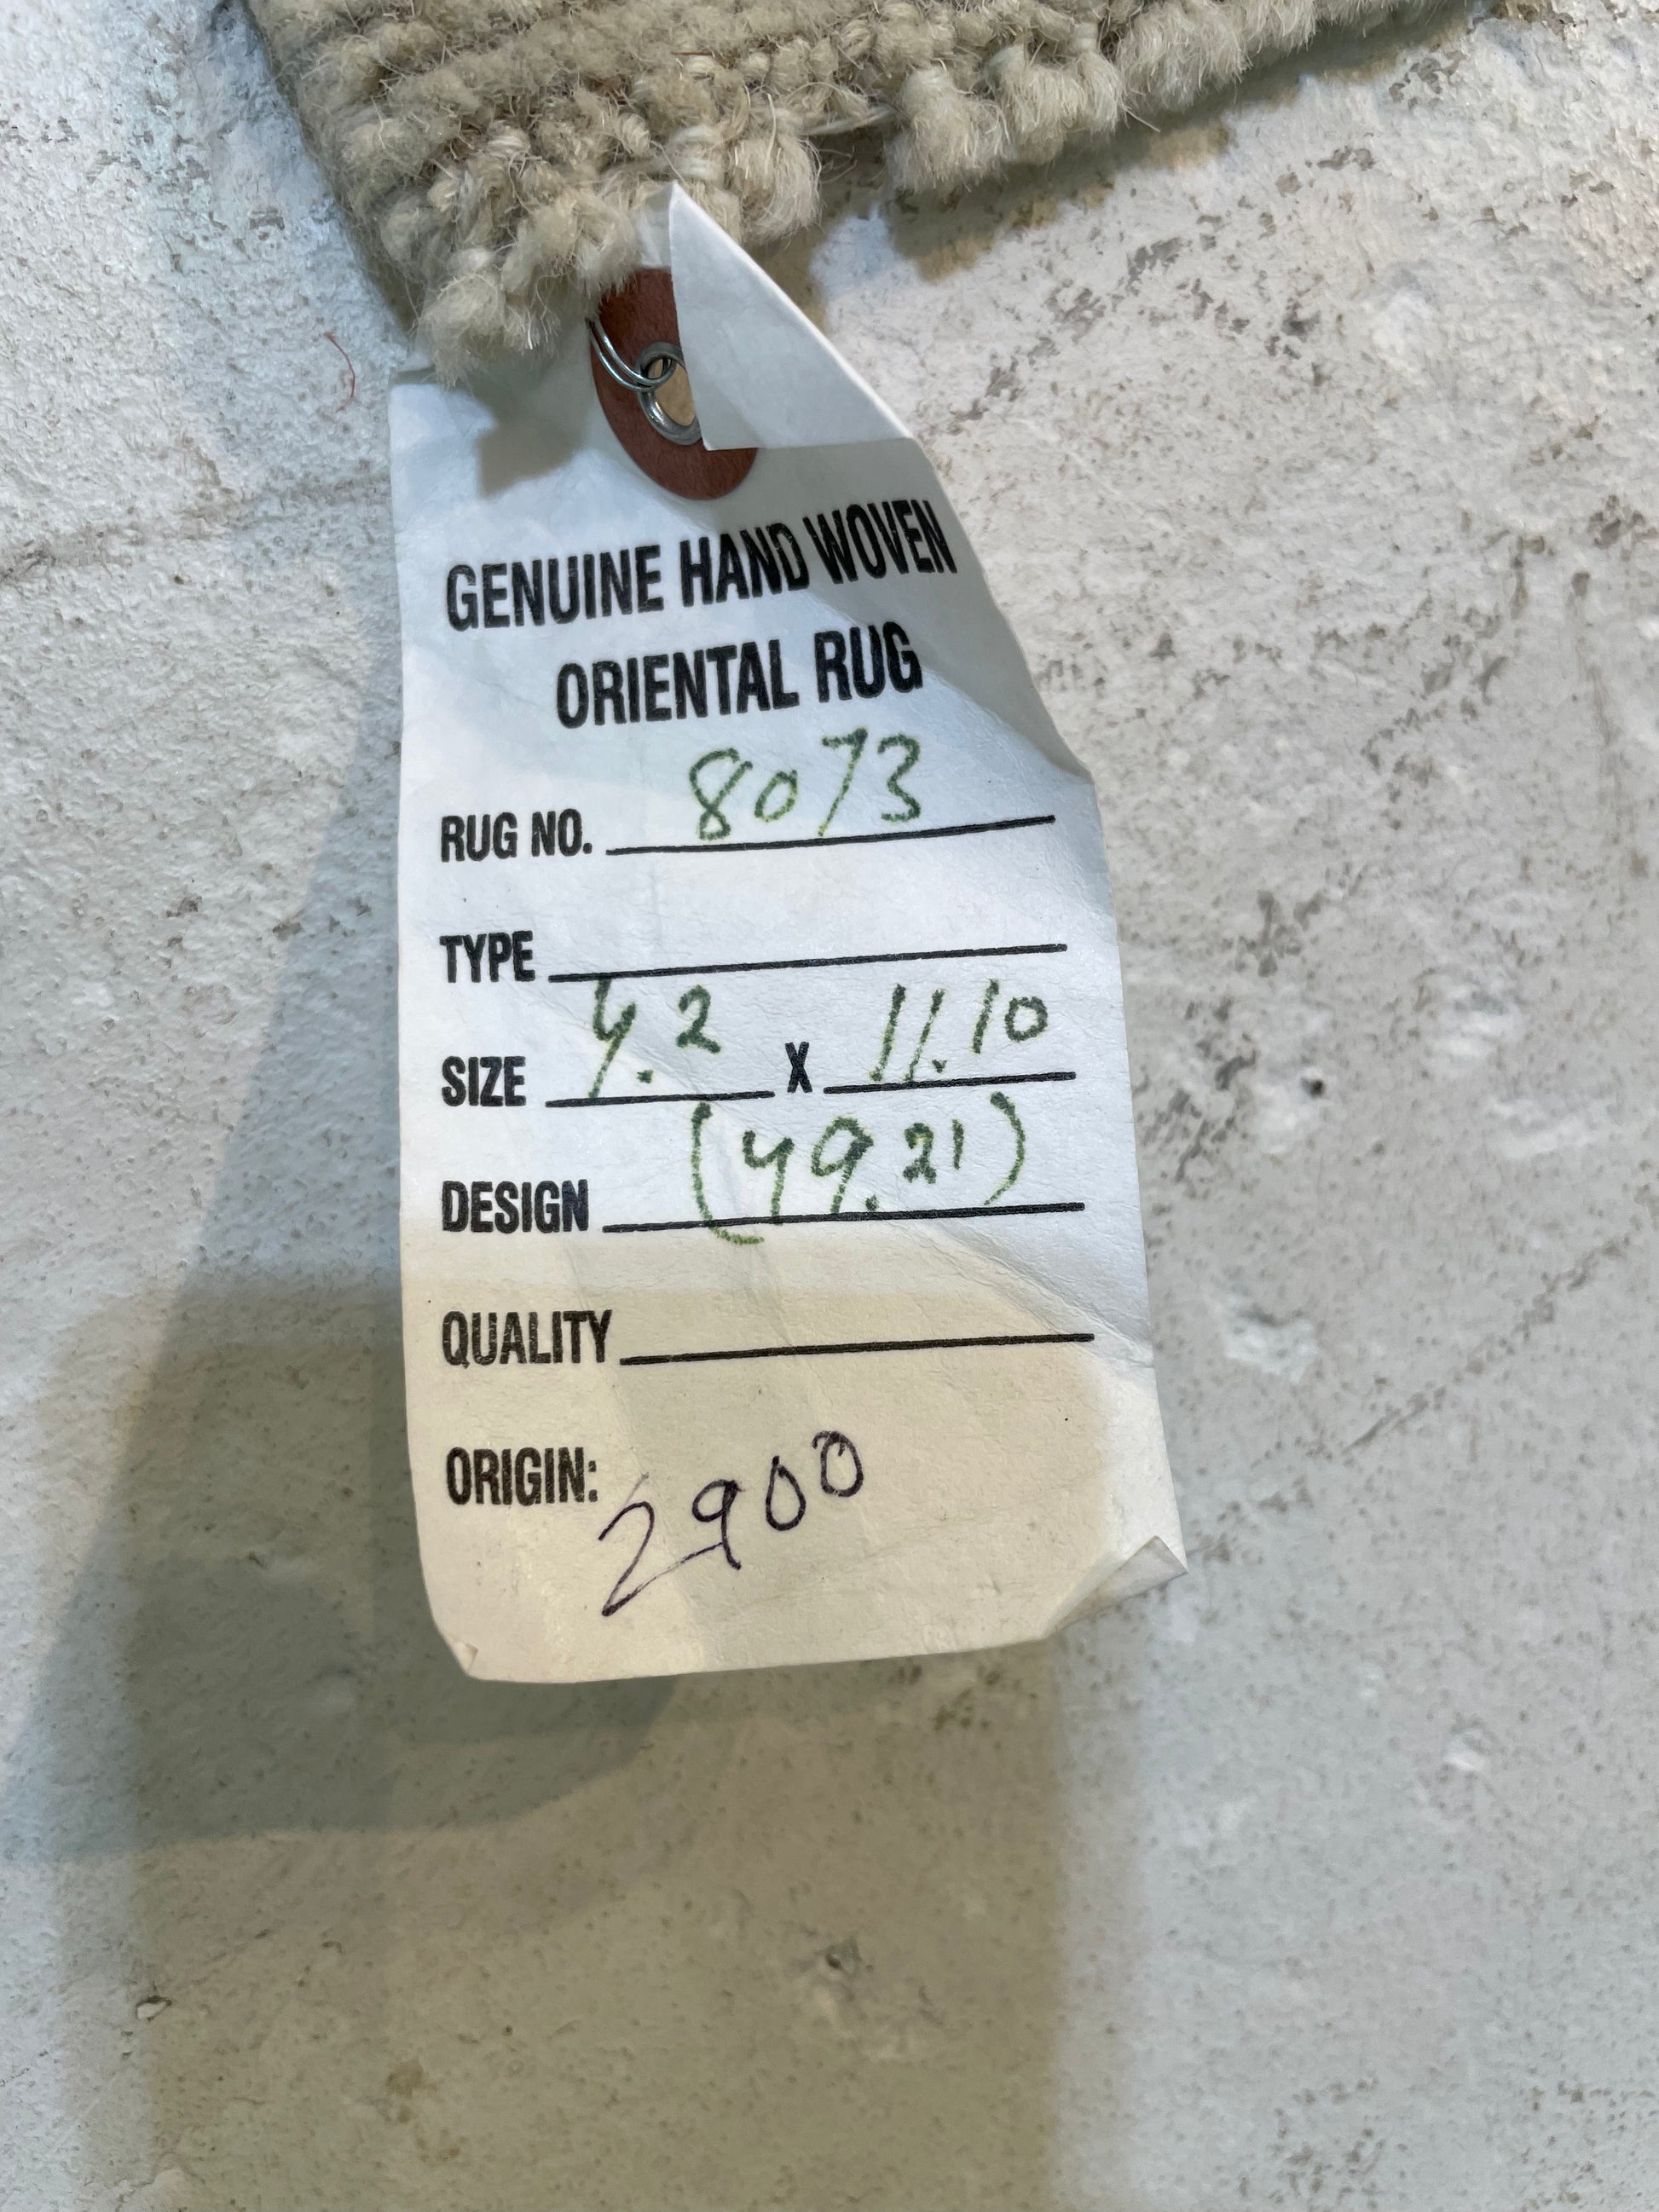 GENUINE HAND WOVEN
ORIENTAL RUG
RUG NO. 8073
TYPE
SIZE 4.2 X 11.10
DESIGN (49.21)
QUALITY
ORIGIN: 2900